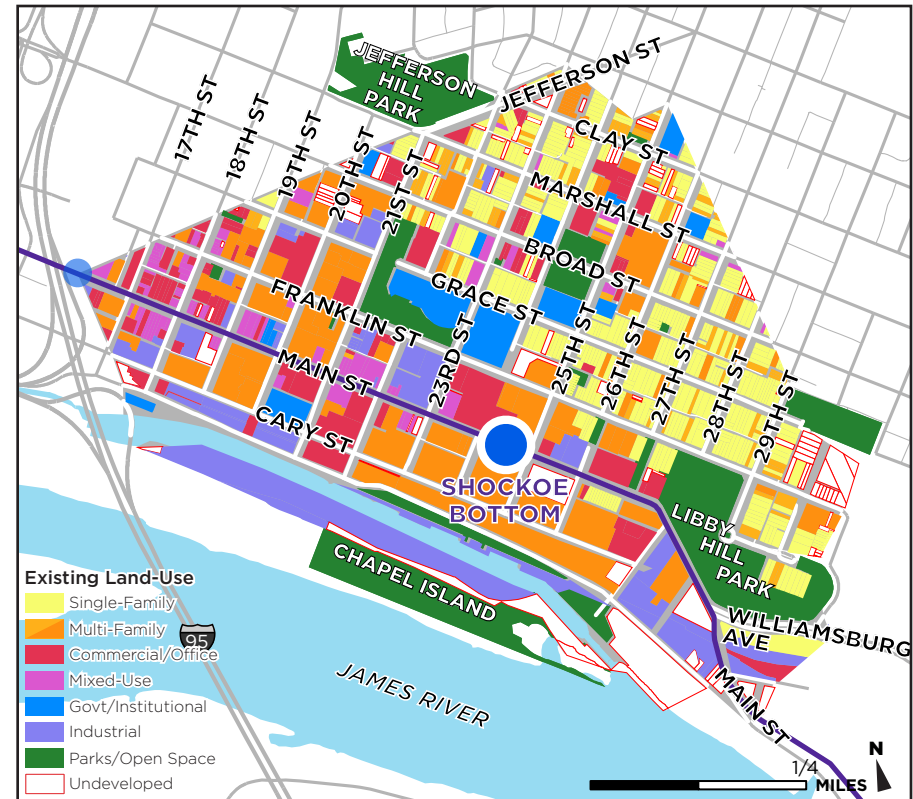 JEFFERSON
HILL
PARK
JEFFERSON ST
17TH ST
18TH ST
19TH ST
20TH ST
21ST ST
CLAY ST
MARSHALL ST
BROAD ST
GRACE ST
FRANKLIN ST
MAIN ST
CARY ST
23RD ST
25TH ST
26TH ST
27TH ST
28TH ST
29TH ST
SHOCKOE
BOTTOM
LIBBY
HILL
PARK
CHAPEL ISLAND
WILLIAMSBURG
AVE
MAIN ST
JAMES RIVER
95
Existing Land-Use
Single-Family
Multi-Family
Commercial/Office
Mixed-Use
Govt/Institutional
Industrial
Parks/Open Space
Undeveloped
1/4
MILES
N